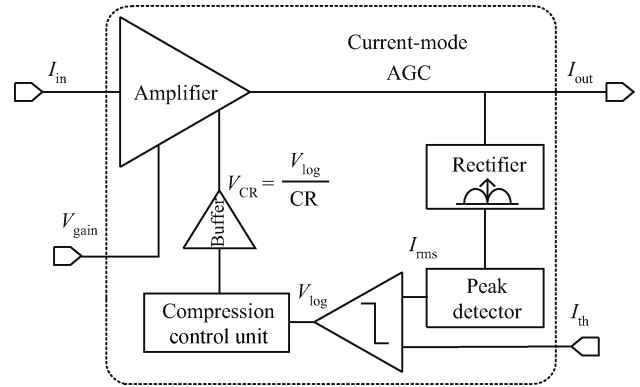 Current-mode
AGC
I_in
I_out
Amplifier
Rectifier
V_CR = V_log / CR
Buffer
V_gain
I_rms
Peak
detector
V_log
Compression
control unit
I_th